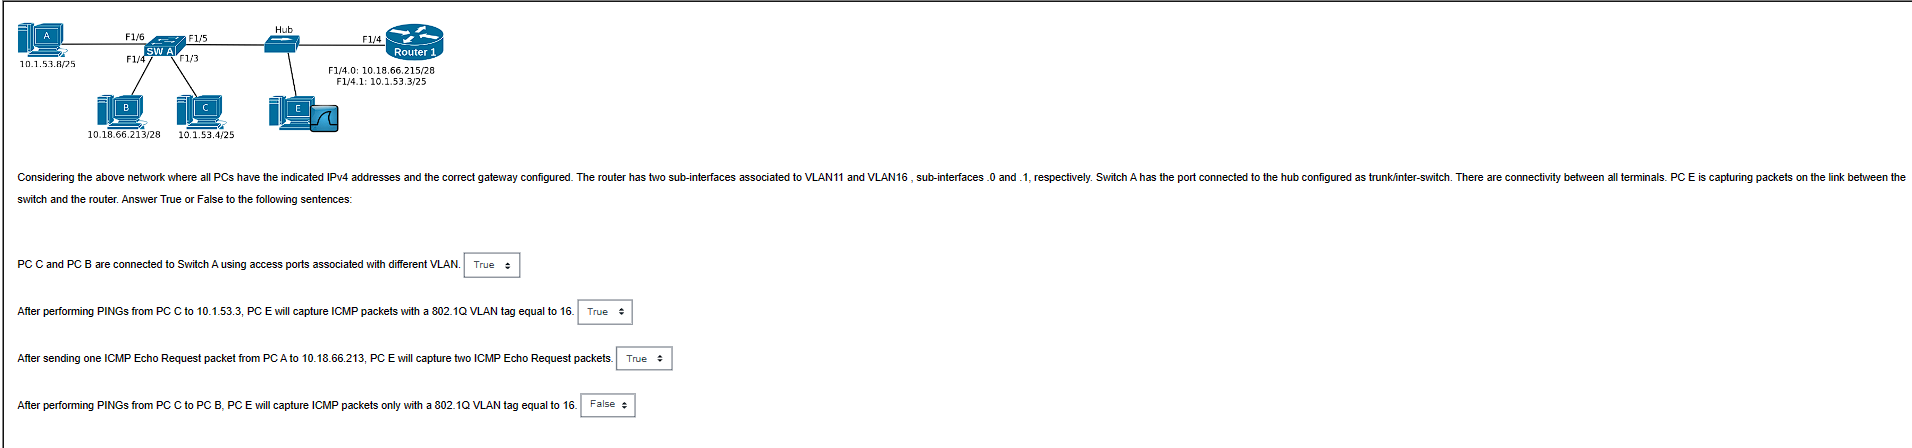 A
F1/6
SW A
F1/5
Hub
F1/4
Router 1
10.1.53.8/25
F1/4
F1/3
F1/4.0: 10.18.66.215/28
F1/4.1: 10.1.53.3/25
B
C
E
10.18.66.213/28
10.1.53.4/25
Considering the above network where all PCs have the indicated IPv4 addresses and the correct gateway configured. The router has two sub-interfaces associated to VLAN11 and VLAN16 , sub-interfaces .0 and .1, respectively. Switch A has the port connected to the hub configured as trunk/inter-switch. There are connectivity between all terminals. PC E is capturing packets on the link between the
switch and the router. Answer True or False to the following sentences:
PC C and PC B are connected to Switch A using access ports associated with different VLAN. True
After performing PINGs from PC C to 10.1.53.3, PC E will capture ICMP packets with a 802.1Q VLAN tag equal to 16. True
After sending one ICMP Echo Request packet from PC A to 10.18.66.213, PC E will capture two ICMP Echo Request packets. True
After performing PINGs from PC C to PC B, PC E will capture ICMP packets only with a 802.1Q VLAN tag equal to 16. False